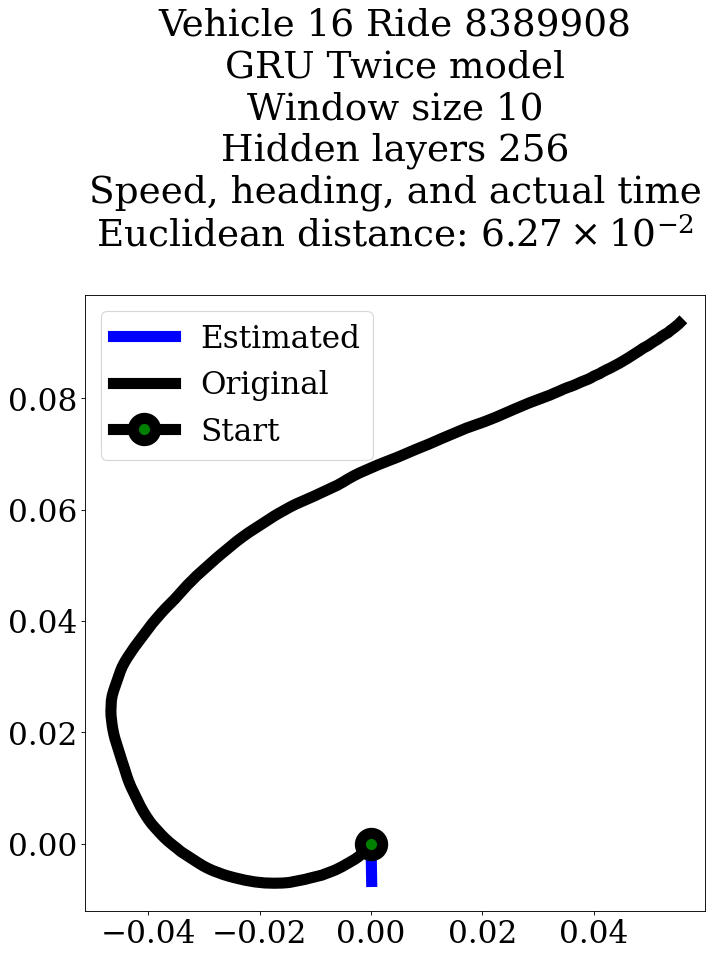 Vehicle 16 Ride 8389908
GRU Twice model
Window size 10
Hidden layers 256
Speed, heading, and actual time
Euclidean distance: 6.27 × 10⁻²
Estimated
Original
Start
0.08
0.06
0.04
0.02
0.00
−0.04 −0.02 0.00 0.02 0.04